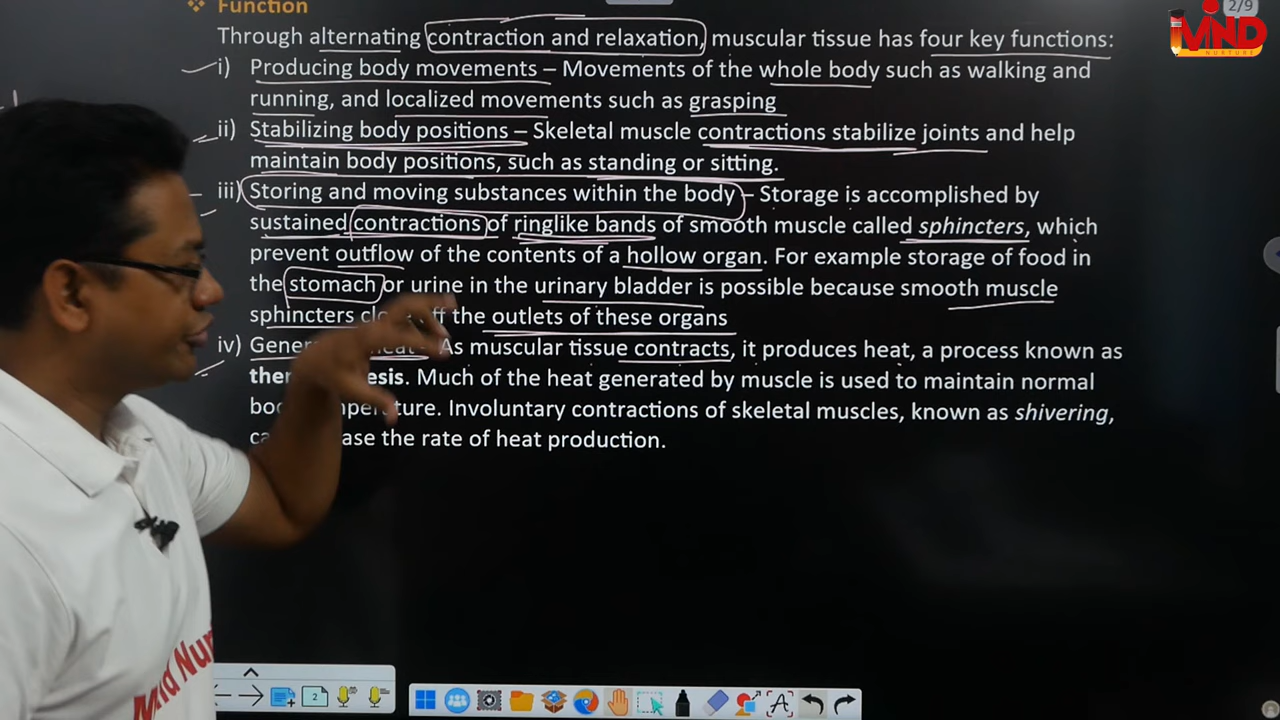 ❖ Function
2/9
MIND
NURTURE
Through alternating contraction and relaxation, muscular tissue has four key functions:
i) Producing body movements – Movements of the whole body such as walking and
running, and localized movements such as grasping
ii) Stabilizing body positions – Skeletal muscle contractions stabilize joints and help
maintain body positions, such as standing or sitting.
iii) Storing and moving substances within the body – Storage is accomplished by
sustained contractions of ringlike bands of smooth muscle called sphincters, which
prevent outflow of the contents of a hollow organ. For example storage of food in
the stomach or urine in the urinary bladder is possible because smooth muscle
sphincters the outlets of these organs
iv) As muscular tissue contracts, it produces heat, a process known as
Much of the heat generated by muscle is used to maintain normal
Involuntary contractions of skeletal muscles, known as shivering,
the rate of heat production.
Mind
2
A